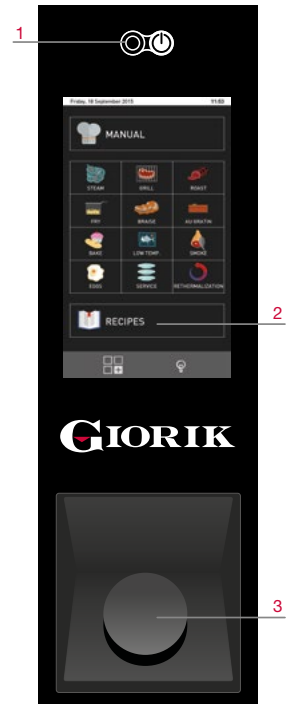 1
Friday, 18 September 2015 11:03
MANUAL
STEAM GRILL ROAST
FRY BRAISE AU GRATIN
BAKE LOW TEMP. SMOKE
EGGS SERVICE RETHERMALIZATION
2
RECIPES
GIORIK
3